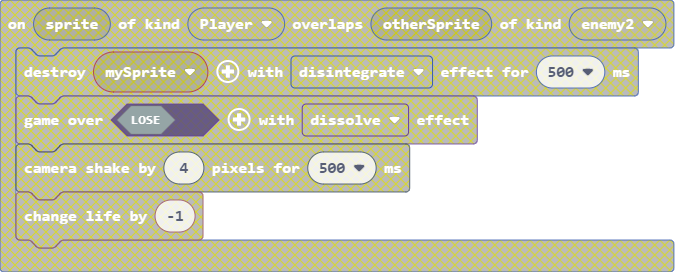 on sprite of kind Player overlaps otherSprite of kind enemy2
destroy mySprite with disintegrate effect for 500 ms
game over LOSE with dissolve effect
camera shake by 4 pixels for 500 ms
change life by -1